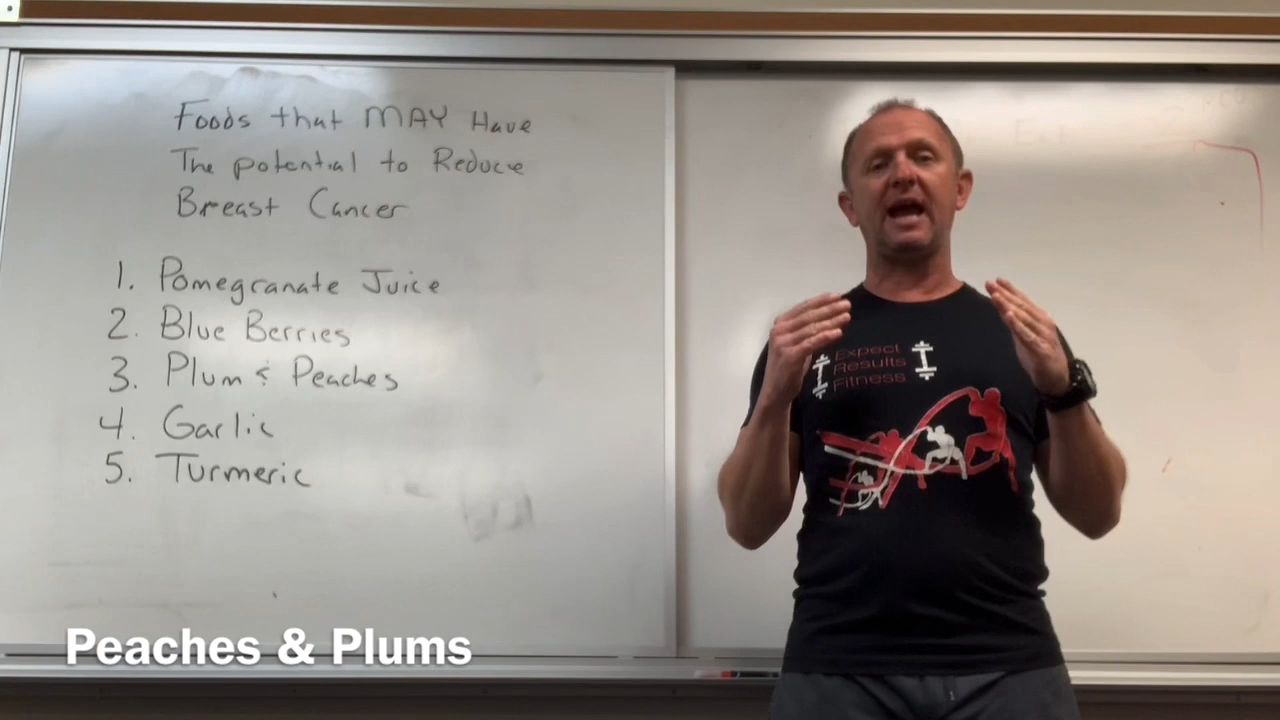 Foods that MAY Have
The potential to Reduce
Breast Cancer
1. Pomegranate Juice
2. Blue Berries
3. Plum & Peaches
4. Garlic
5. Turmeric
Expect
Results
Fitness
Peaches & Plums